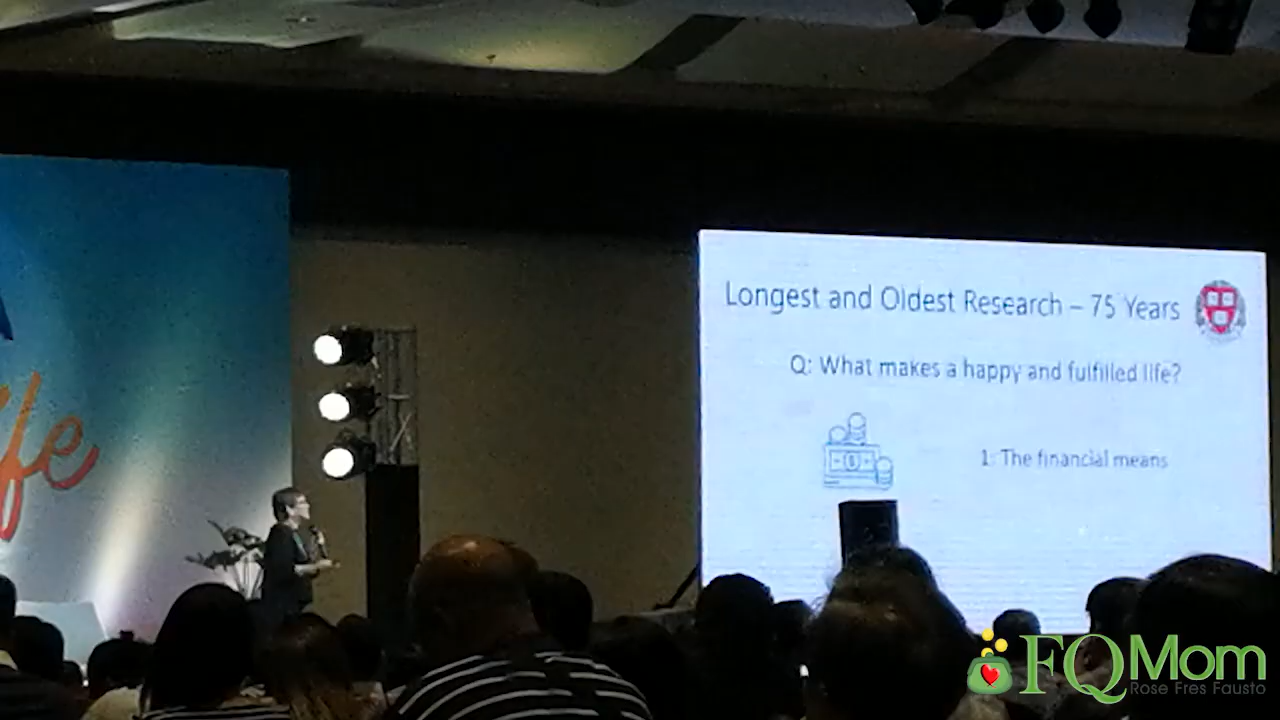 Longest and Oldest Research – 75 Years
Q: What makes a happy and fulfilled life?
1. The financial means
ife
FQMom
Rose Fres Fausto